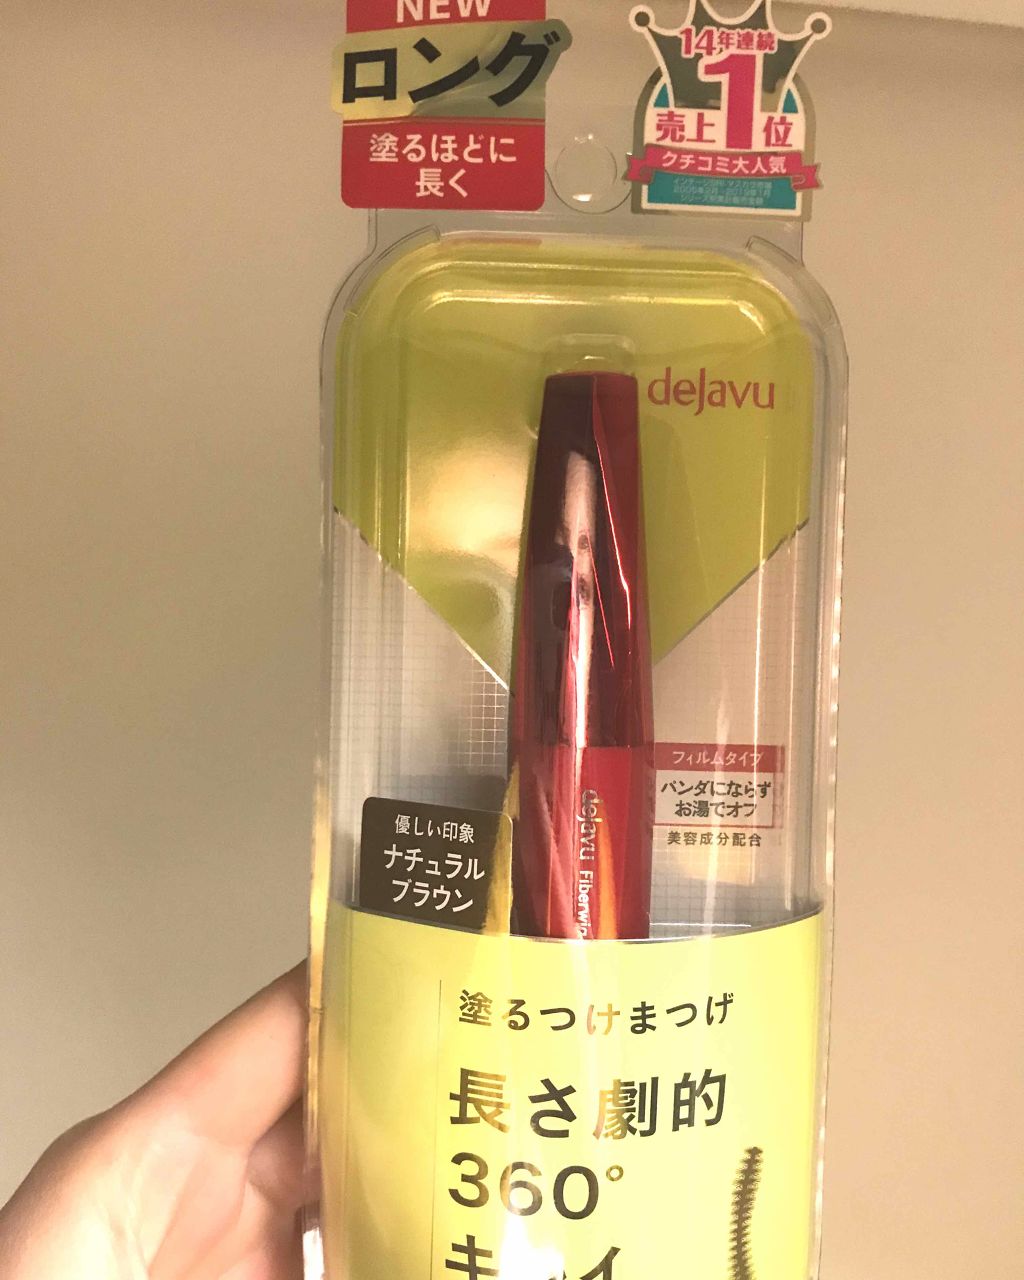 NEW
ロング
塗るほどに
長く
14年連続
売上1位
クチコミ大人気
dejavu
フィルムタイプ
パンダにならず
お湯でオフ
美容成分配合
優しい印象
ナチュラル
ブラウン
dejavu Fiberwig
塗るつけまつげ
長さ劇的
360°
キレイ